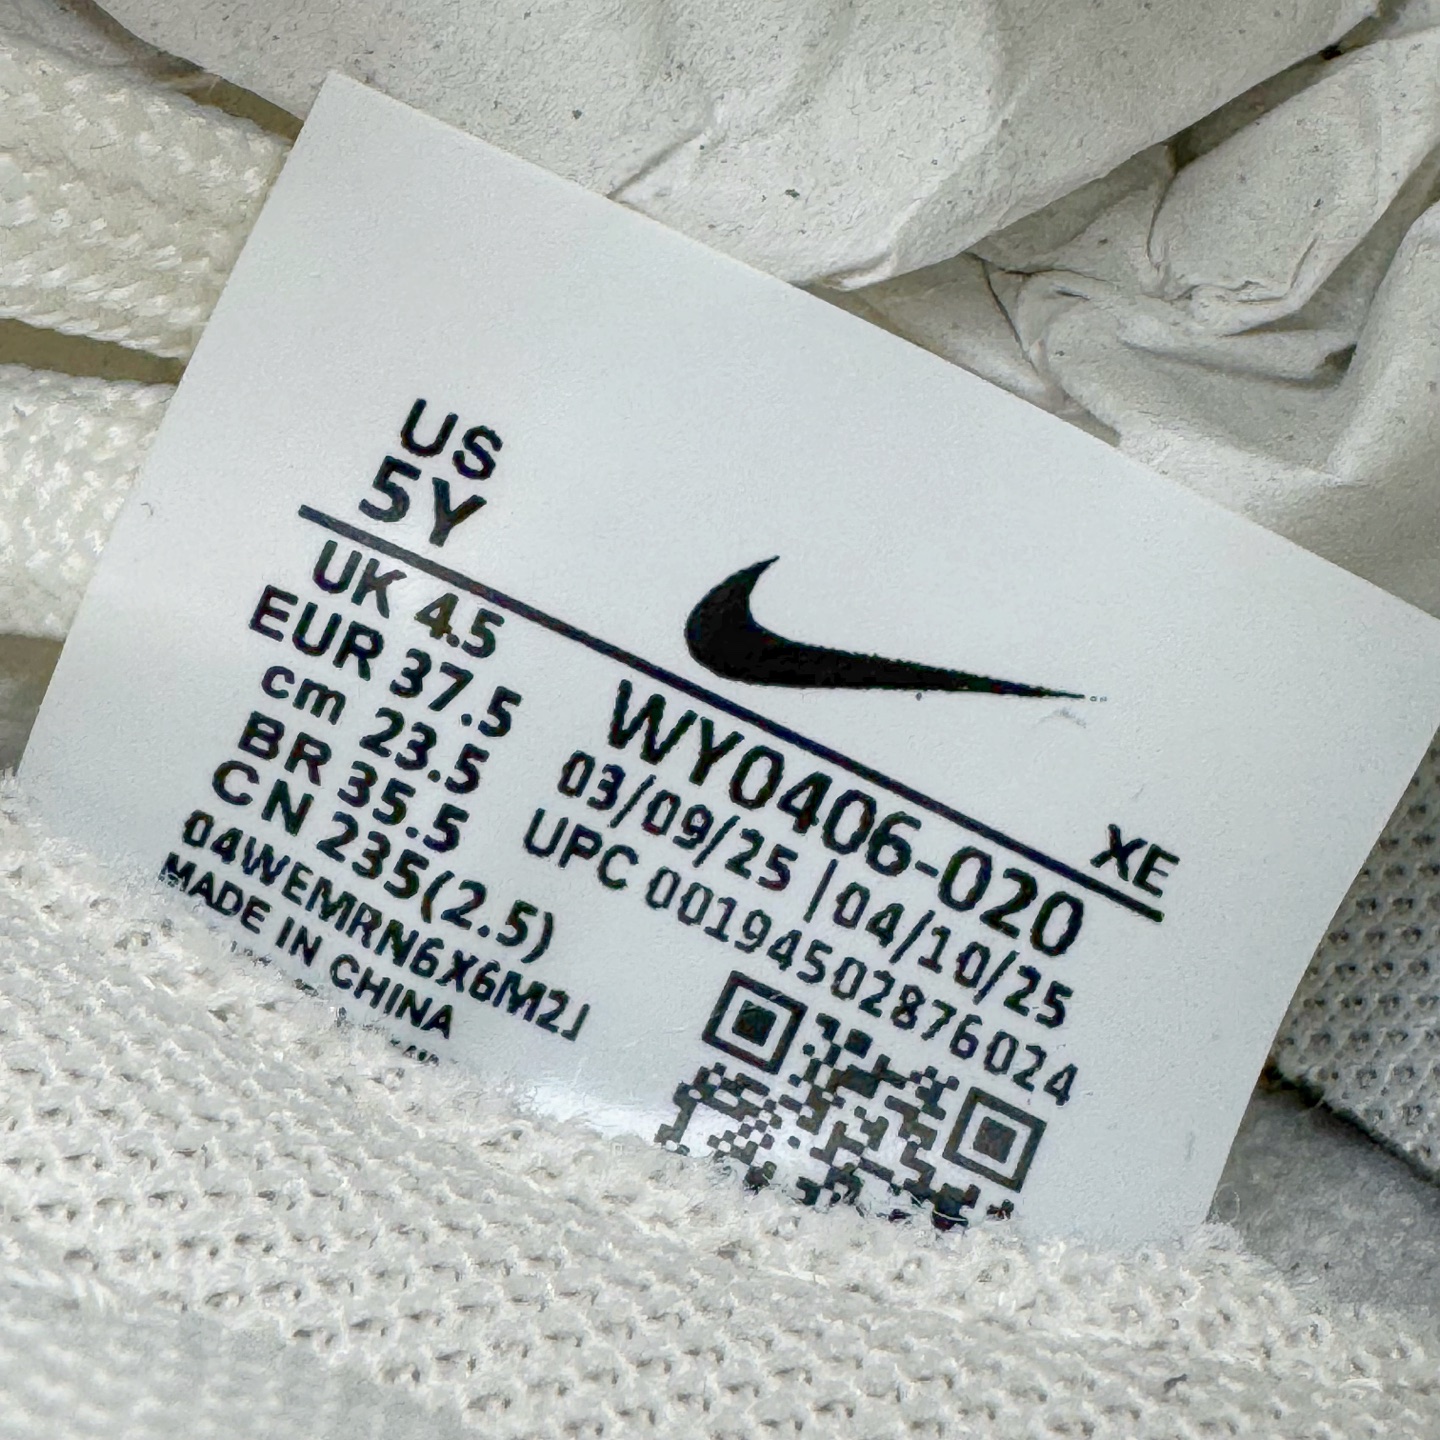 US
5Y
UK 4.5
EUR 37.5
cm 23.5
BR 35.5
CN 235(2.5)
04WEMRN6X6M2J
MADE IN CHINA
XE
WY0406-020
03/09/25 | 04/10/25
UPC 00194502876024